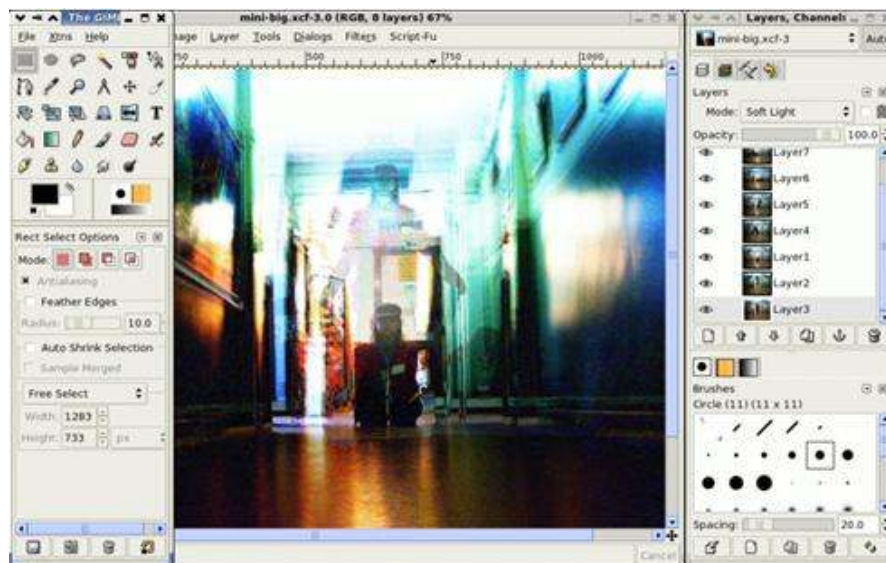 The GIMP
File Xtns Help
Rect Select Options
Mode:
Antialiasing
Feather Edges
Radius: 10.0
Auto Shrink Selection
Sample Merged
Free Select
Width: 1283
Height: 733 px
mini-big.xcf-3.0 (RGB, 8 layers) 67%
mage Layer Tools Dialogs Filters Script-Fu
500 750 1000
Cancel
Layers, Channels
mini-big.xcf-3 Aut
Layers
Mode: Soft Light
Opacity: 100.0
Layer7
Layer6
Layer5
Layer4
Layer1
Layer2
Layer3
Brushes
Circle (11) (11 x 11)
Spacing: 20.0